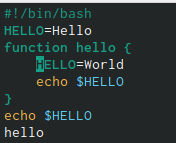 #!/bin/bash
HELLO=Hello
function hello {
    HELLO=World
    echo $HELLO
}
echo $HELLO
hello